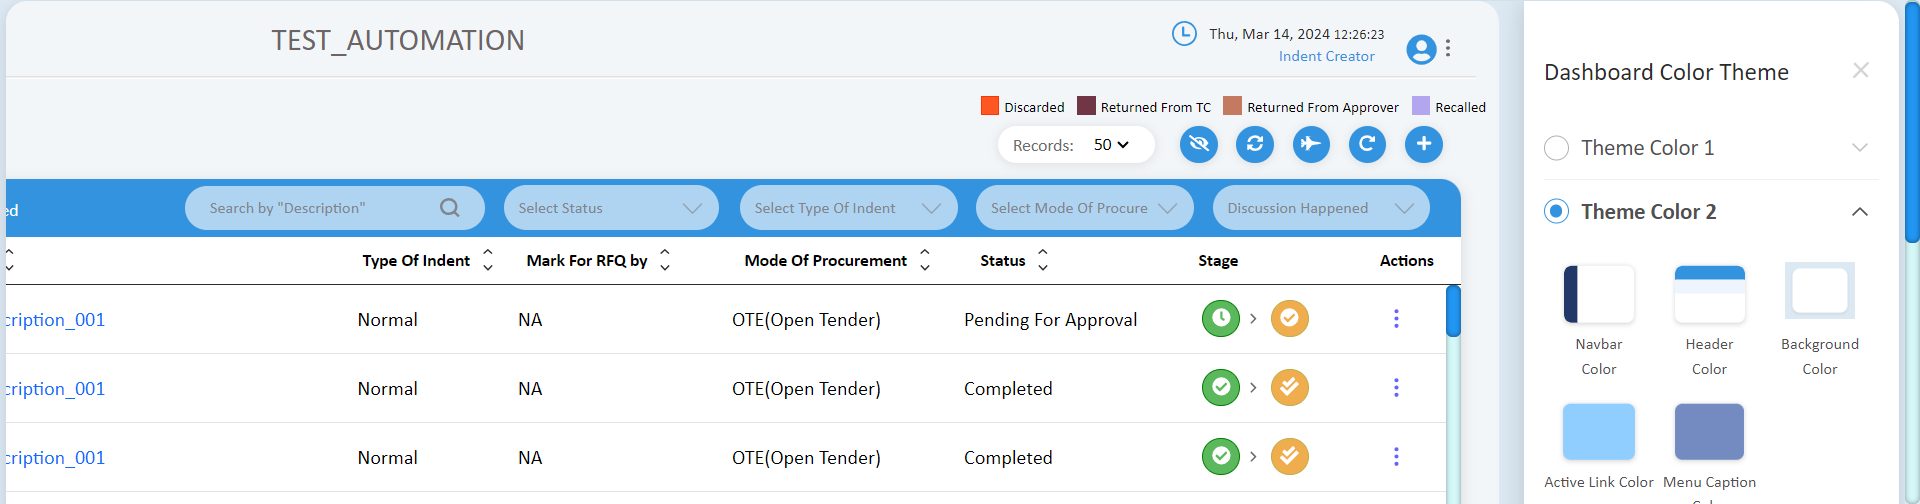 TEST_AUTOMATION
Thu, Mar 14, 2024 12:26:23
Indent Creator
Discarded Returned From TC Returned From Approver Recalled
Records: 50
ed Search by "Description" Select Status Select Type Of Indent Select Mode Of Procure Discussion Happened
Type Of Indent Mark For RFQ by Mode Of Procurement Status Stage Actions
cription_001 Normal NA OTE(Open Tender) Pending For Approval
cription_001 Normal NA OTE(Open Tender) Completed
cription_001 Normal NA OTE(Open Tender) Completed
Dashboard Color Theme
Theme Color 1
Theme Color 2
Navbar Color
Header Color
Background Color
Active Link Color
Menu Caption